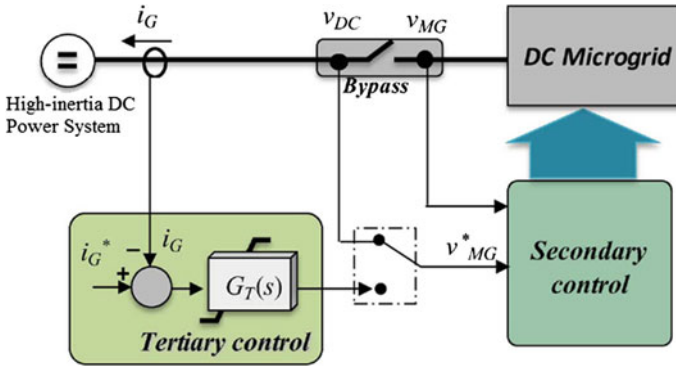 i_G
v_DC
v_MG
=
DC Microgrid
Bypass
High-inertia DC
Power System
i_G*
−
i_G
+
G_T(s)
v*_MG
Secondary
control
Tertiary control